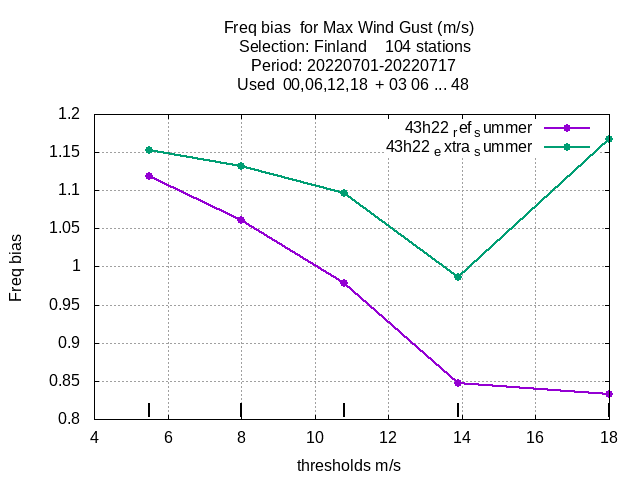 Freq bias  for Max Wind Gust (m/s)
Selection: Finland    104 stations
Period: 20220701-20220717
Used  00,06,12,18  + 03 06 ... 48
43h22 ref summer
43h22 extra summer
1.2
1.15
1.1
1.05
1
0.95
0.9
0.85
0.8
Freq bias
4 6 8 10 12 14 16 18
thresholds m/s